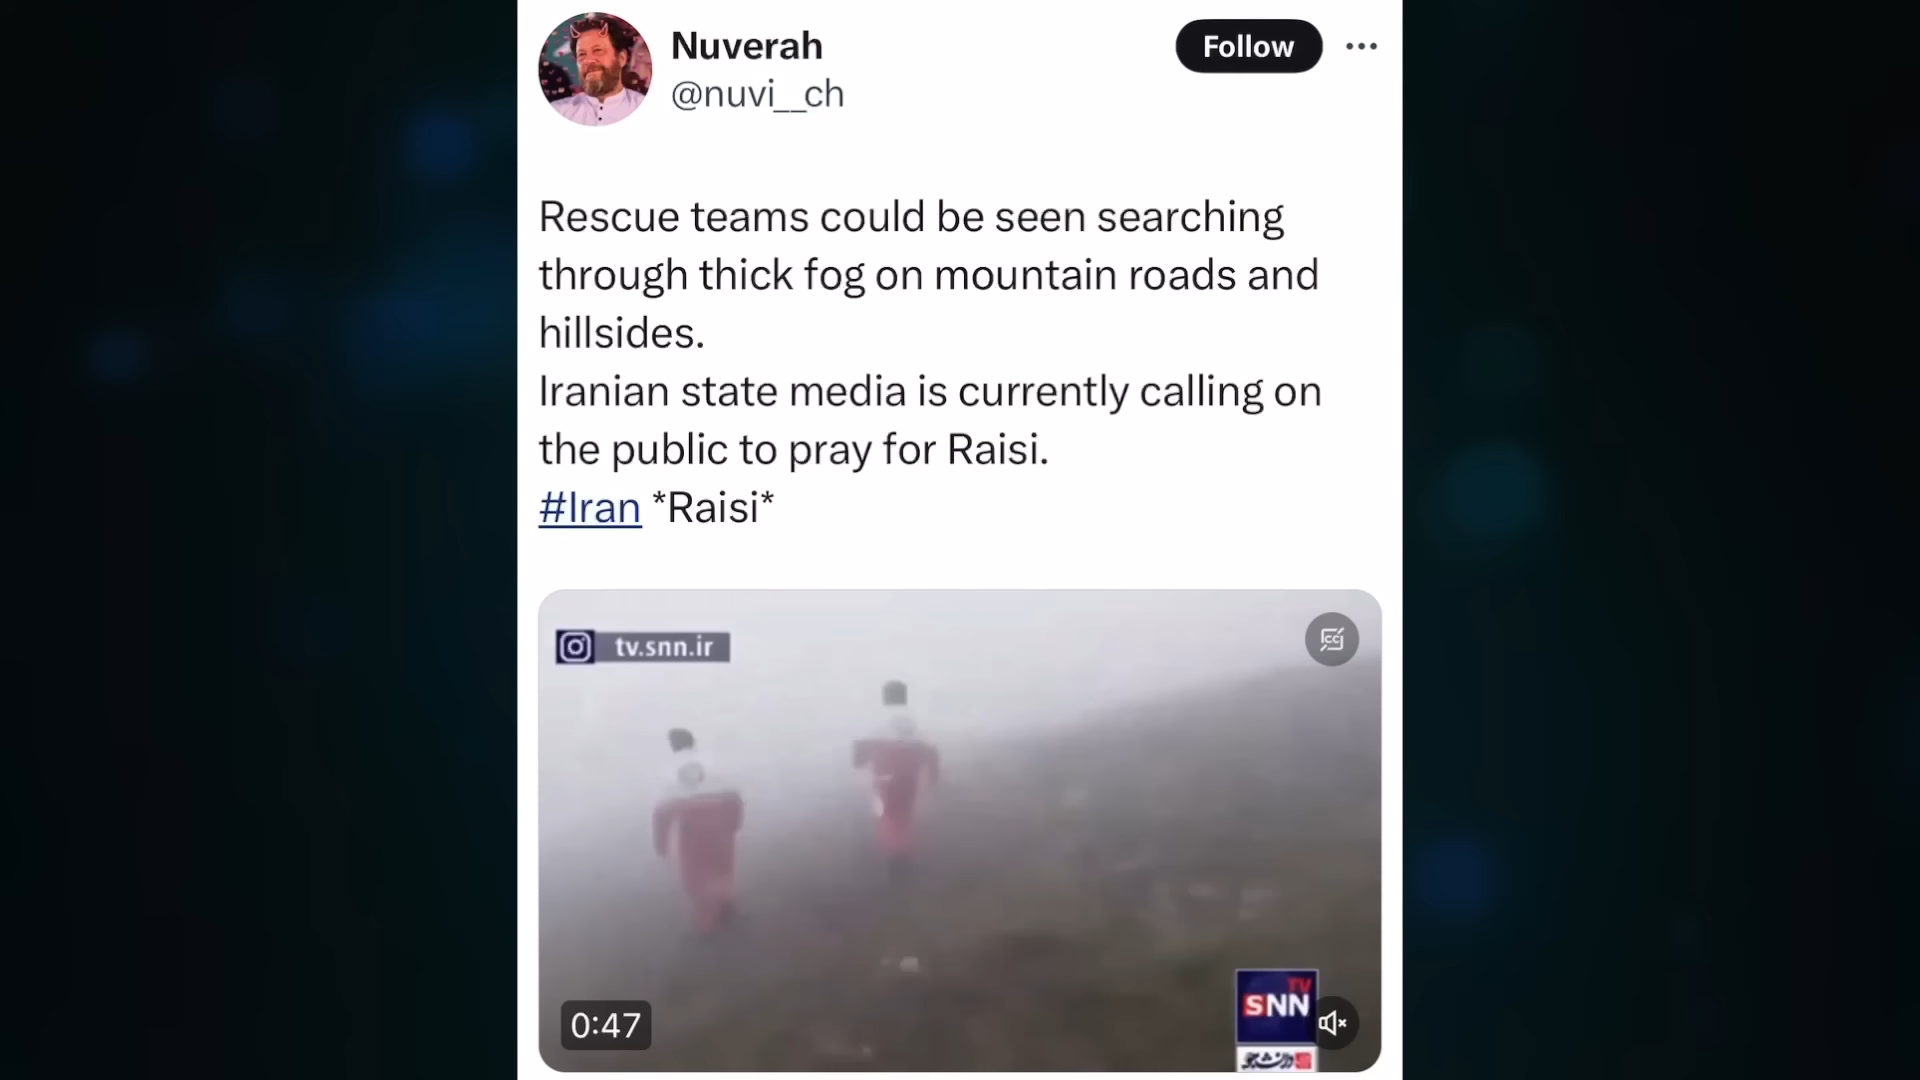 Nuverah
@nuvi__ch
Follow
Rescue teams could be seen searching
through thick fog on mountain roads and
hillsides.
Iranian state media is currently calling on
the public to pray for Raisi.
#Iran *Raisi*
tv.snn.ir
CC
0:47
TV
SNN
دانشجو